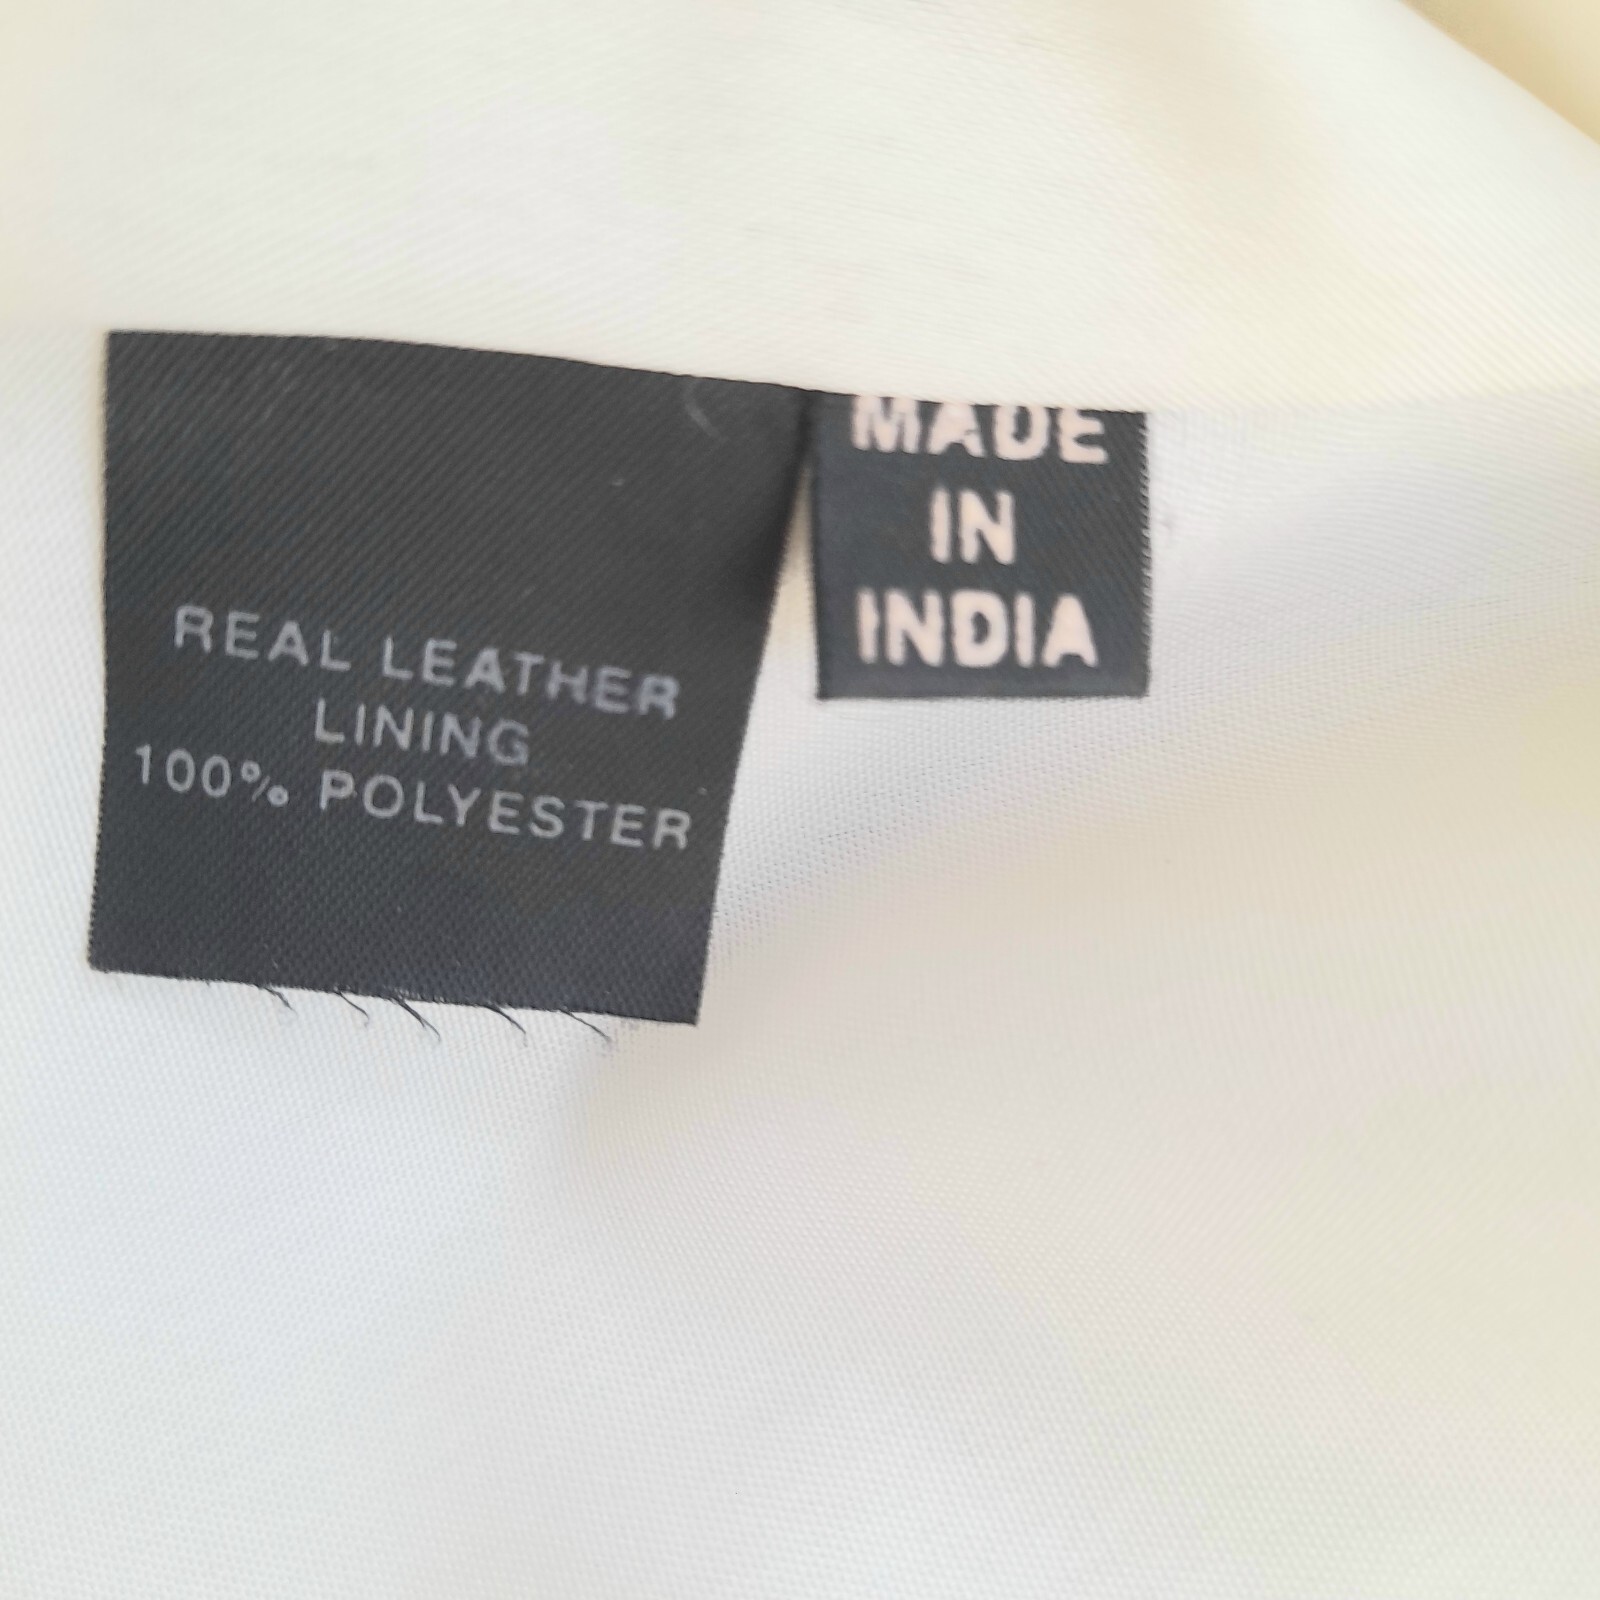 REAL LEATHER
LINING
100% POLYESTER
MADE
IN
INDIA